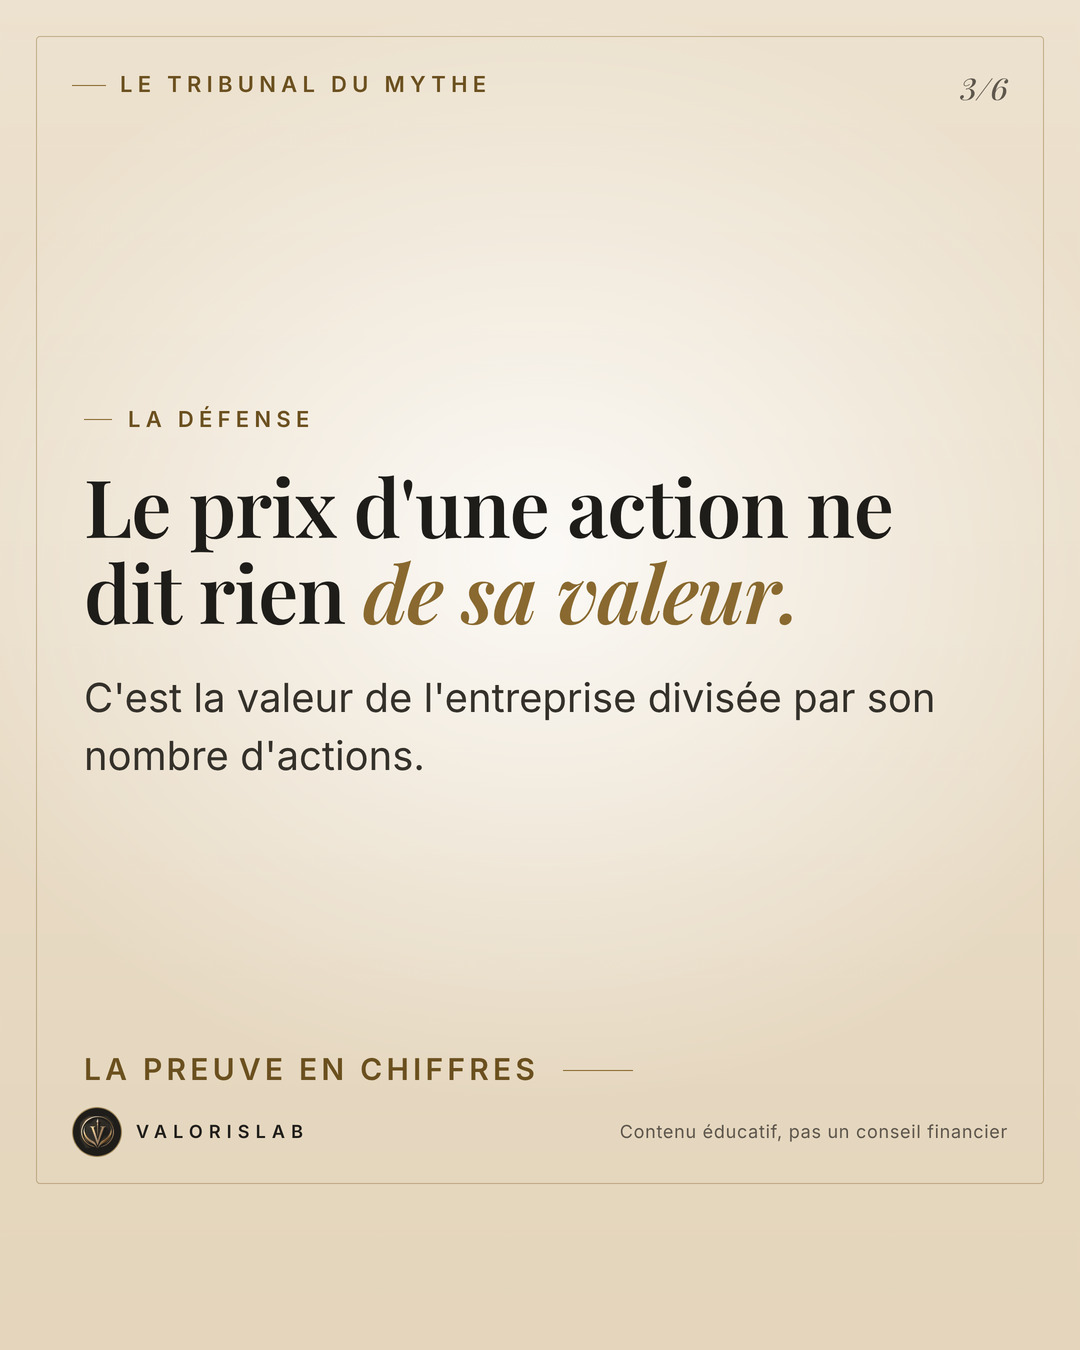 LE TRIBUNAL DU MYTHE
3/6
LA DÉFENSE
Le prix d'une action ne
dit rien de sa valeur.
C'est la valeur de l'entreprise divisée par son
nombre d'actions.
LA PREUVE EN CHIFFRES
VALORISLAB
Contenu éducatif, pas un conseil financier